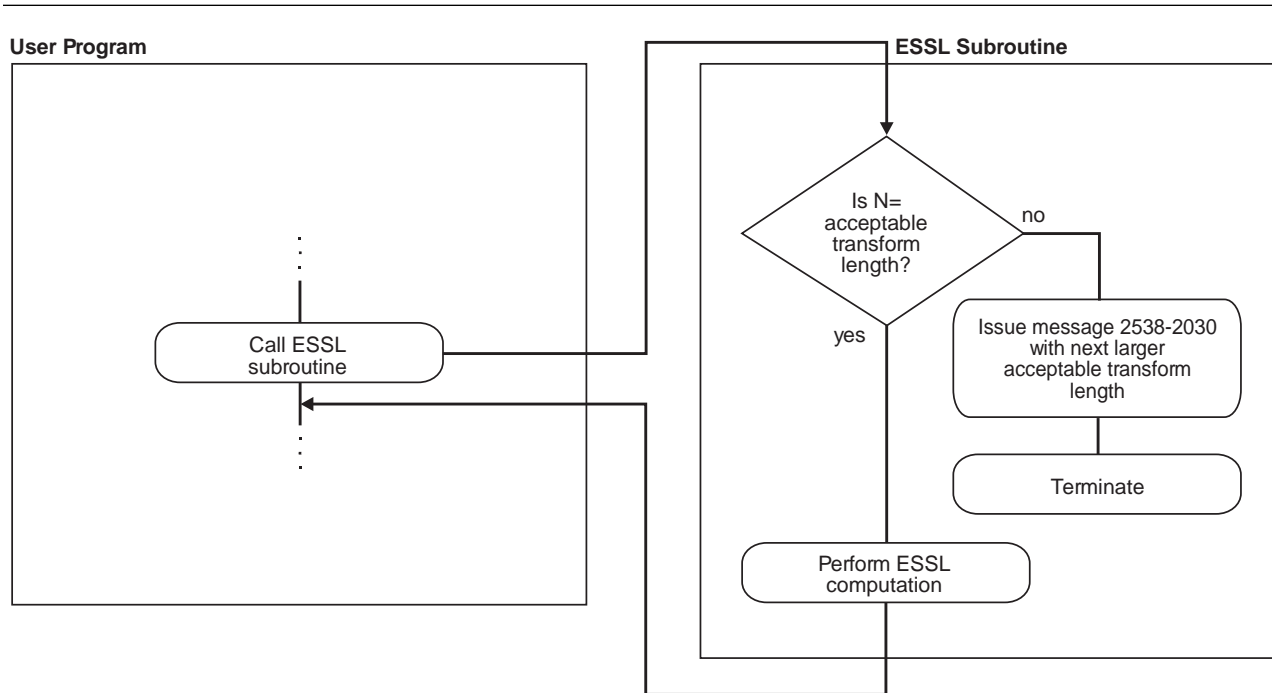 User Program
Call ESSL
subroutine
ESSL Subroutine
Is N=
acceptable
transform
length?
no
yes
Issue message 2538-2030
with next larger
acceptable transform
length
Terminate
Perform ESSL
computation